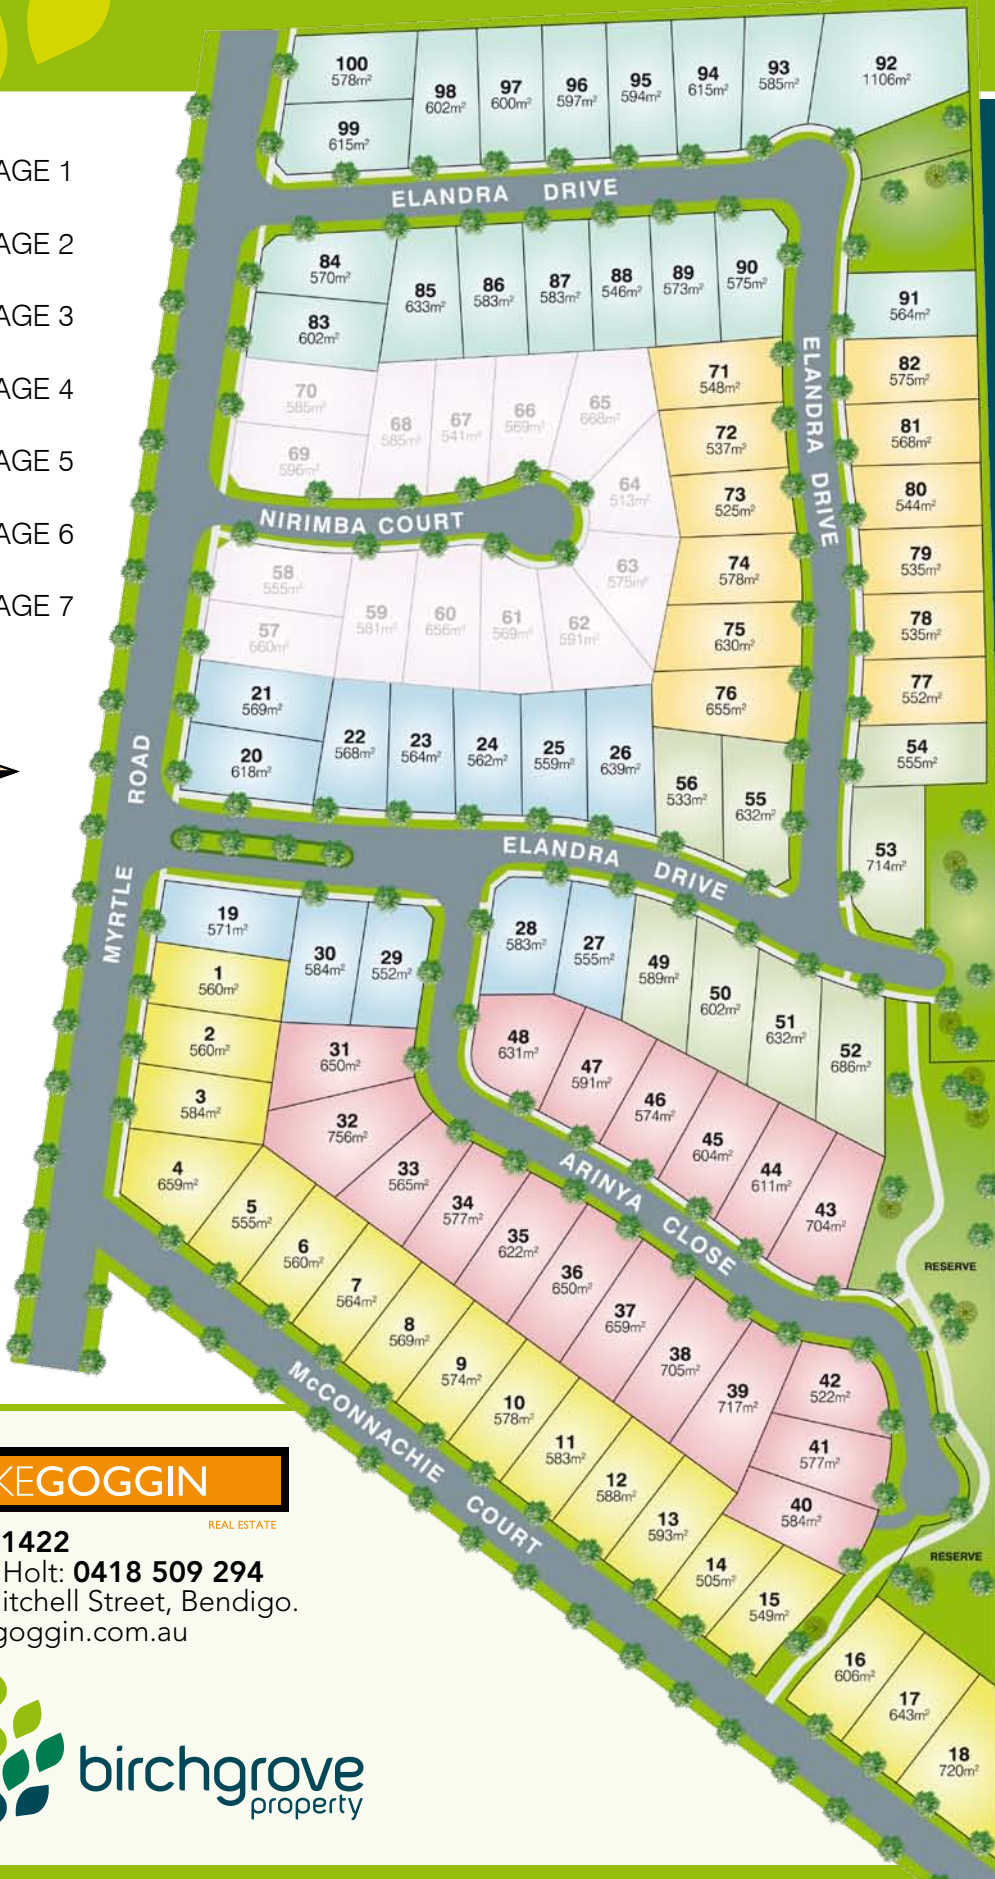 AGE 1
AGE 2
AGE 3
AGE 4
AGE 5
AGE 6
AGE 7
100
578m²
99
615m²
98
602m²
97
600m²
96
597m²
95
594m²
94
615m²
93
585m²
92
1106m²
ELANDRA DRIVE
84
570m²
83
602m²
85
633m²
86
583m²
87
583m²
88
546m²
89
573m²
90
575m²
91
564m²
ELANDRA DRIVE
70
585m²
69
596m²
68
585m²
67
541m²
66
569m²
65
668m²
64
513m²
63
575m²
NIRIMBA COURT
58
555m²
57
560m²
59
581m²
60
656m²
61
569m²
62
591m²
71
548m²
72
537m²
73
525m²
74
578m²
75
630m²
76
655m²
82
575m²
81
568m²
80
544m²
79
535m²
78
535m²
77
552m²
54
555m²
53
714m²
21
569m²
20
618m²
22
568m²
23
564m²
24
562m²
25
559m²
26
639m²
56
533m²
55
632m²
MYRTLE ROAD
ELANDRA DRIVE
19
571m²
30
584m²
29
552m²
28
583m²
27
555m²
49
589m²
50
602m²
51
632m²
52
686m²
1
560m²
2
560m²
3
584m²
4
659m²
5
555m²
6
560m²
7
564m²
8
569m²
9
574m²
10
578m²
11
583m²
12
588m²
13
593m²
14
505m²
15
549m²
16
606m²
17
643m²
18
720m²
31
650m²
32
756m²
33
565m²
34
577m²
35
622m²
36
650m²
37
659m²
38
705m²
39
717m²
40
584m²
41
577m²
42
522m²
48
631m²
47
591m²
46
574m²
45
604m²
44
611m²
43
704m²
ARINYA CLOSE
RESERVE
RESERVE
McCONNACHIE COURT
KEGOGGIN
REAL ESTATE
1422
Holt: 0418 509 294
itchell Street, Bendigo.
goggin.com.au
birchgrove
property